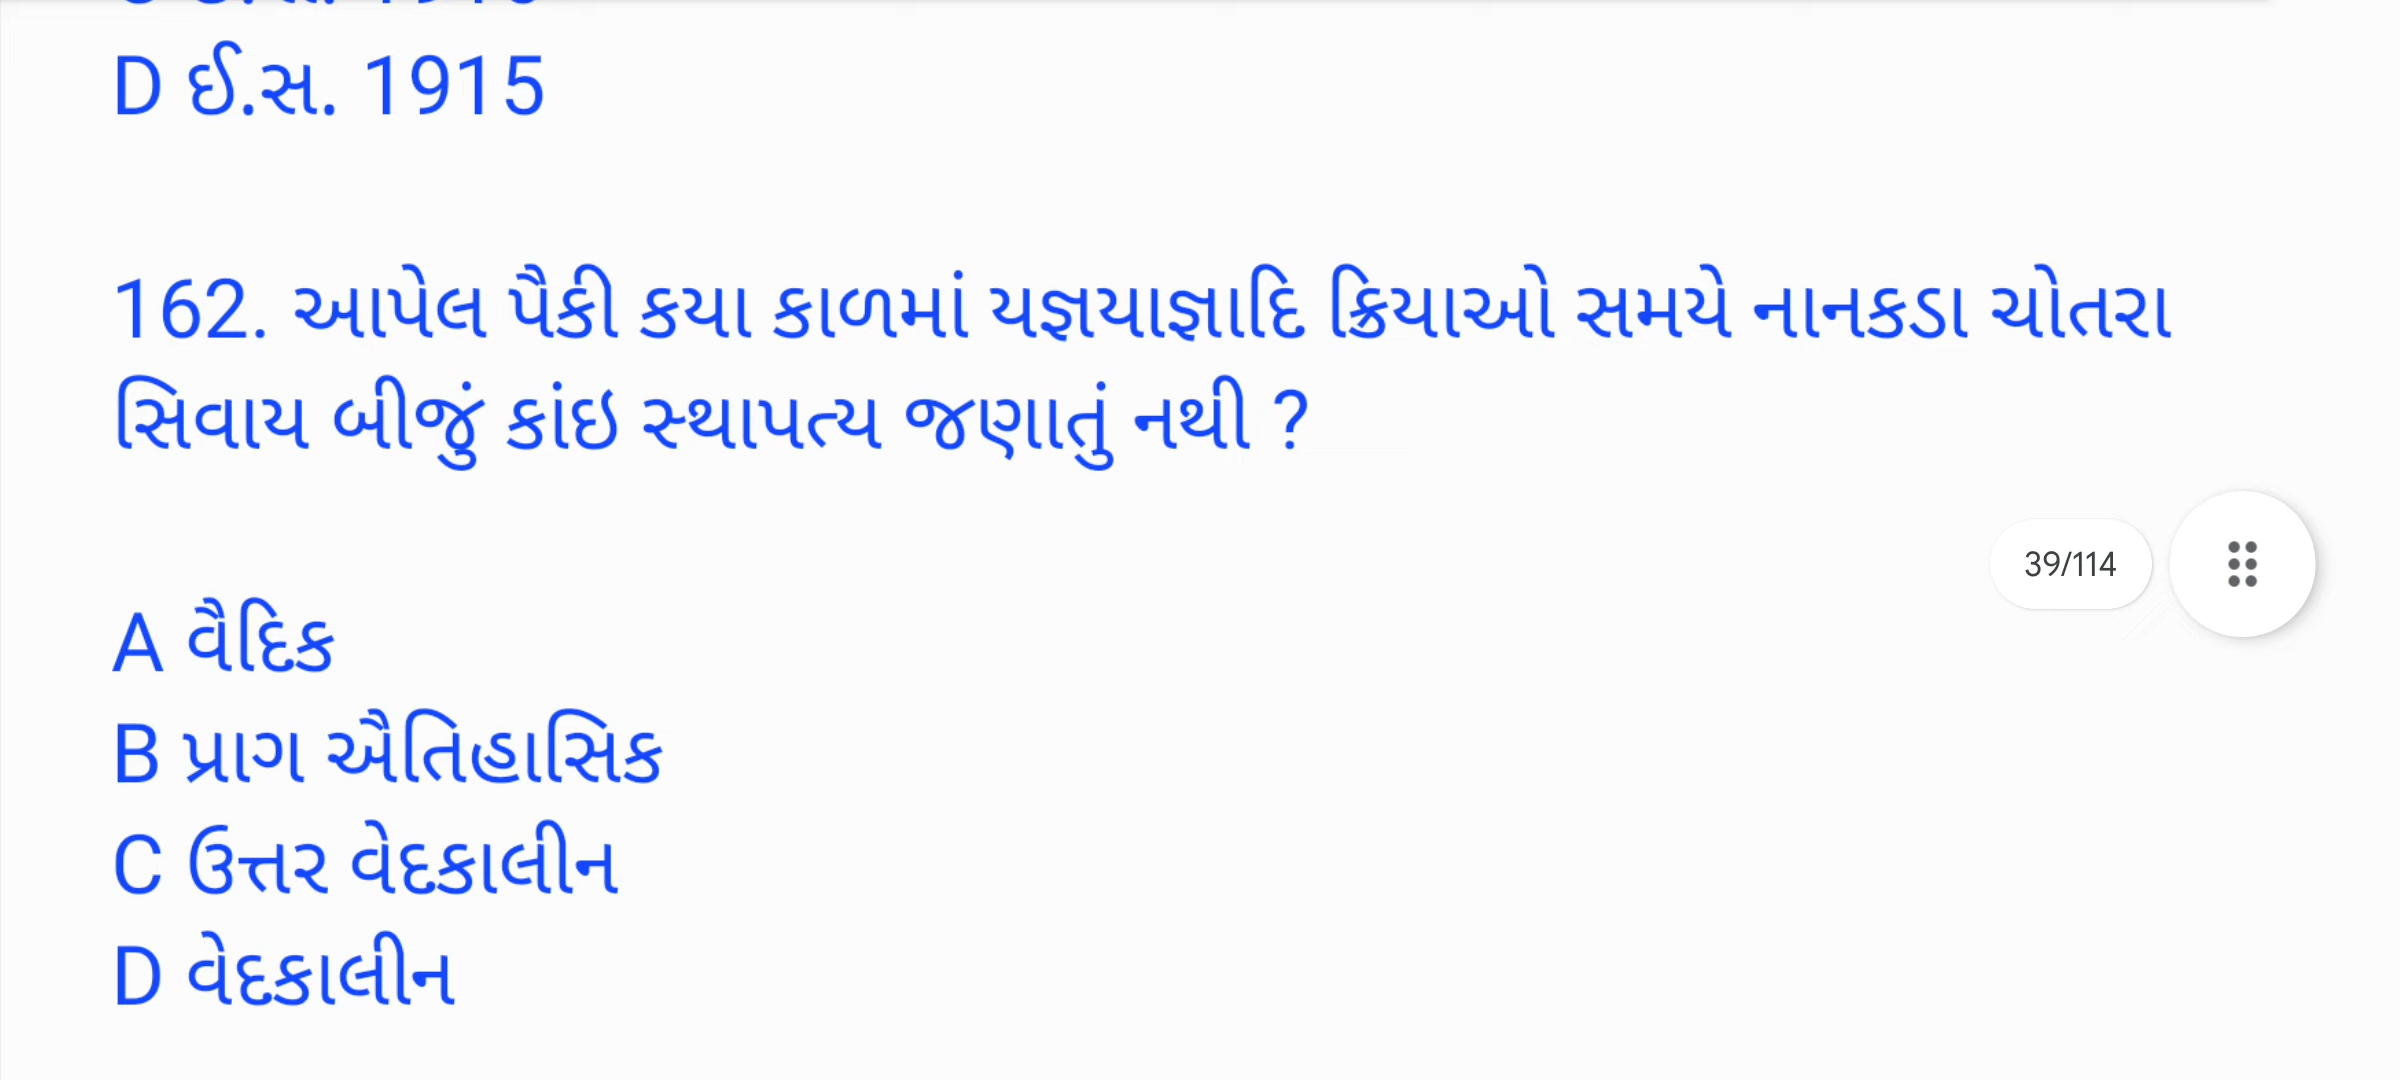 D ઈ.સ. 1915
162. આપેલ પૈકી કયા કાળમાં યજ્ઞયાજ્ઞાદિ ક્રિયાઓ સમયે નાનકડા ચોતરા
સિવાય બીજું કાંઇ સ્થાપત્ય જણાતું નથી ?
39/114
A વૈદિક
B પ્રાગ ઐતિહાસિક
C ઉત્તર વેદકાલીન
D વેદકાલીન